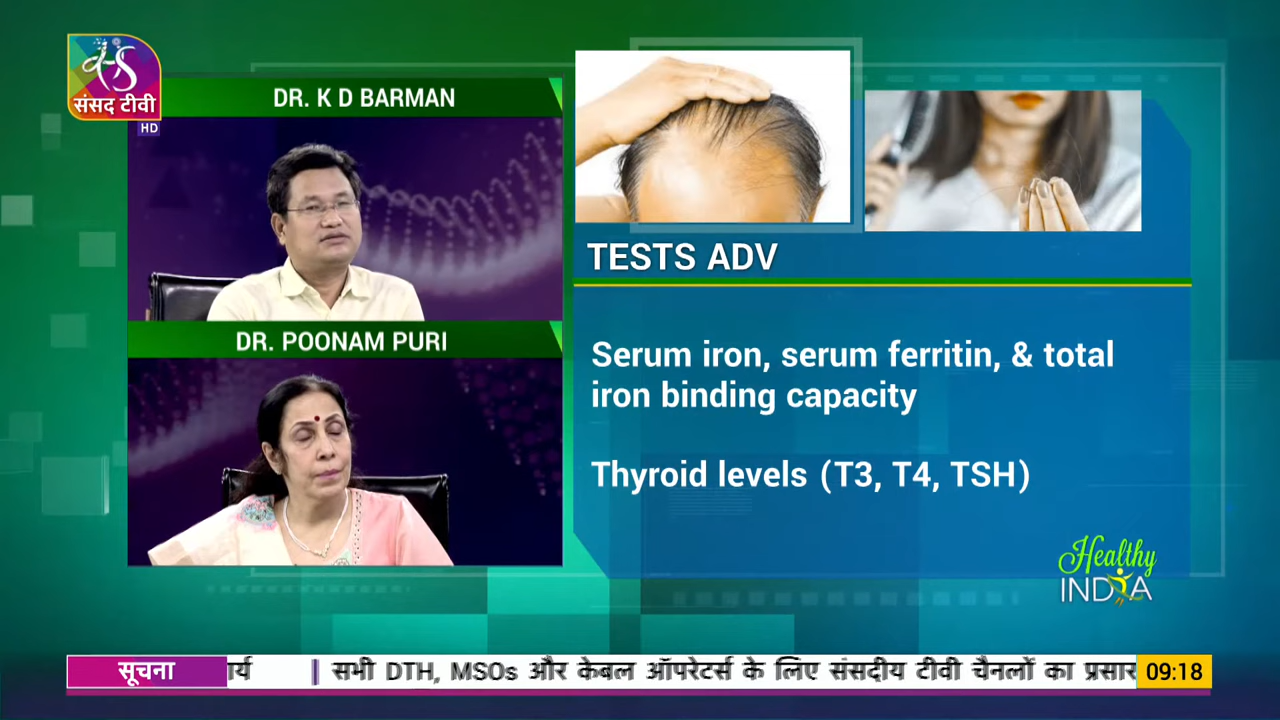 संसद टीवी
HD
DR. K D BARMAN
DR. POONAM PURI
TESTS ADV
Serum iron, serum ferritin, & total
iron binding capacity
Thyroid levels (T3, T4, TSH)
Healthy
INDIA
सूचना
र्य | सभी DTH, MSOs और केबल ऑपरेटर्स के लिए संसदीय टीवी चैनलों का प्रसार
09:18